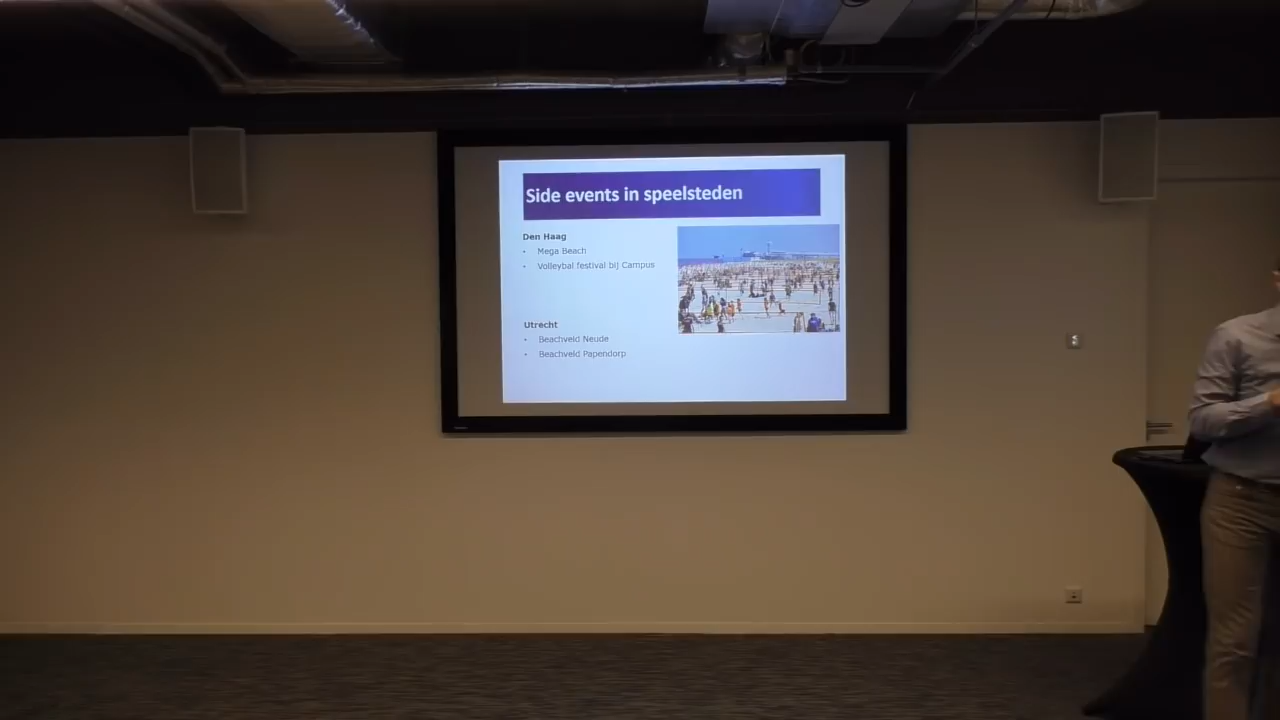 Side events in speelsteden
Den Haag
• Mega Beach
• Volleybal festival bij Campus
Utrecht
• Beachveld Neude
• Beachveld Papendorp